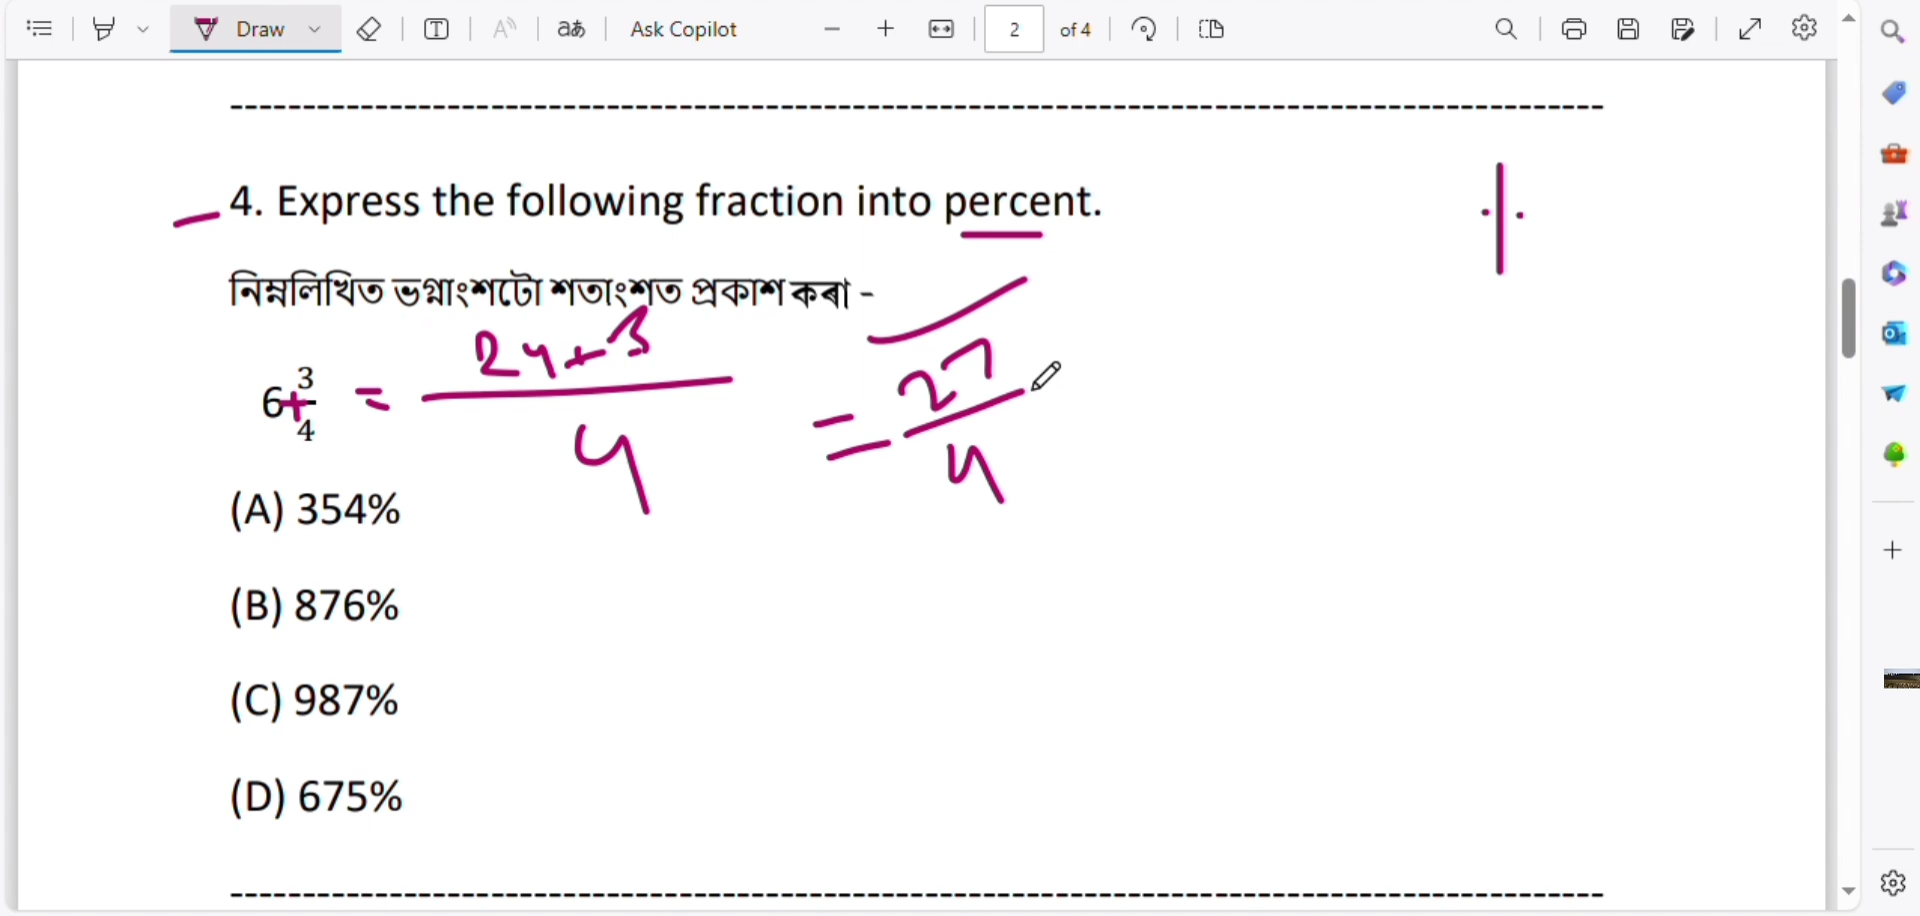 Draw
Ask Copilot
2 of 4
4. Express the following fraction into percent.
নিম্নলিখিত ভগ্নাংশটো শতাংশত প্ৰকাশ কৰা -
6+3/4 = 24+3/4 = 27/4
(A) 354%
(B) 876%
(C) 987%
(D) 675%